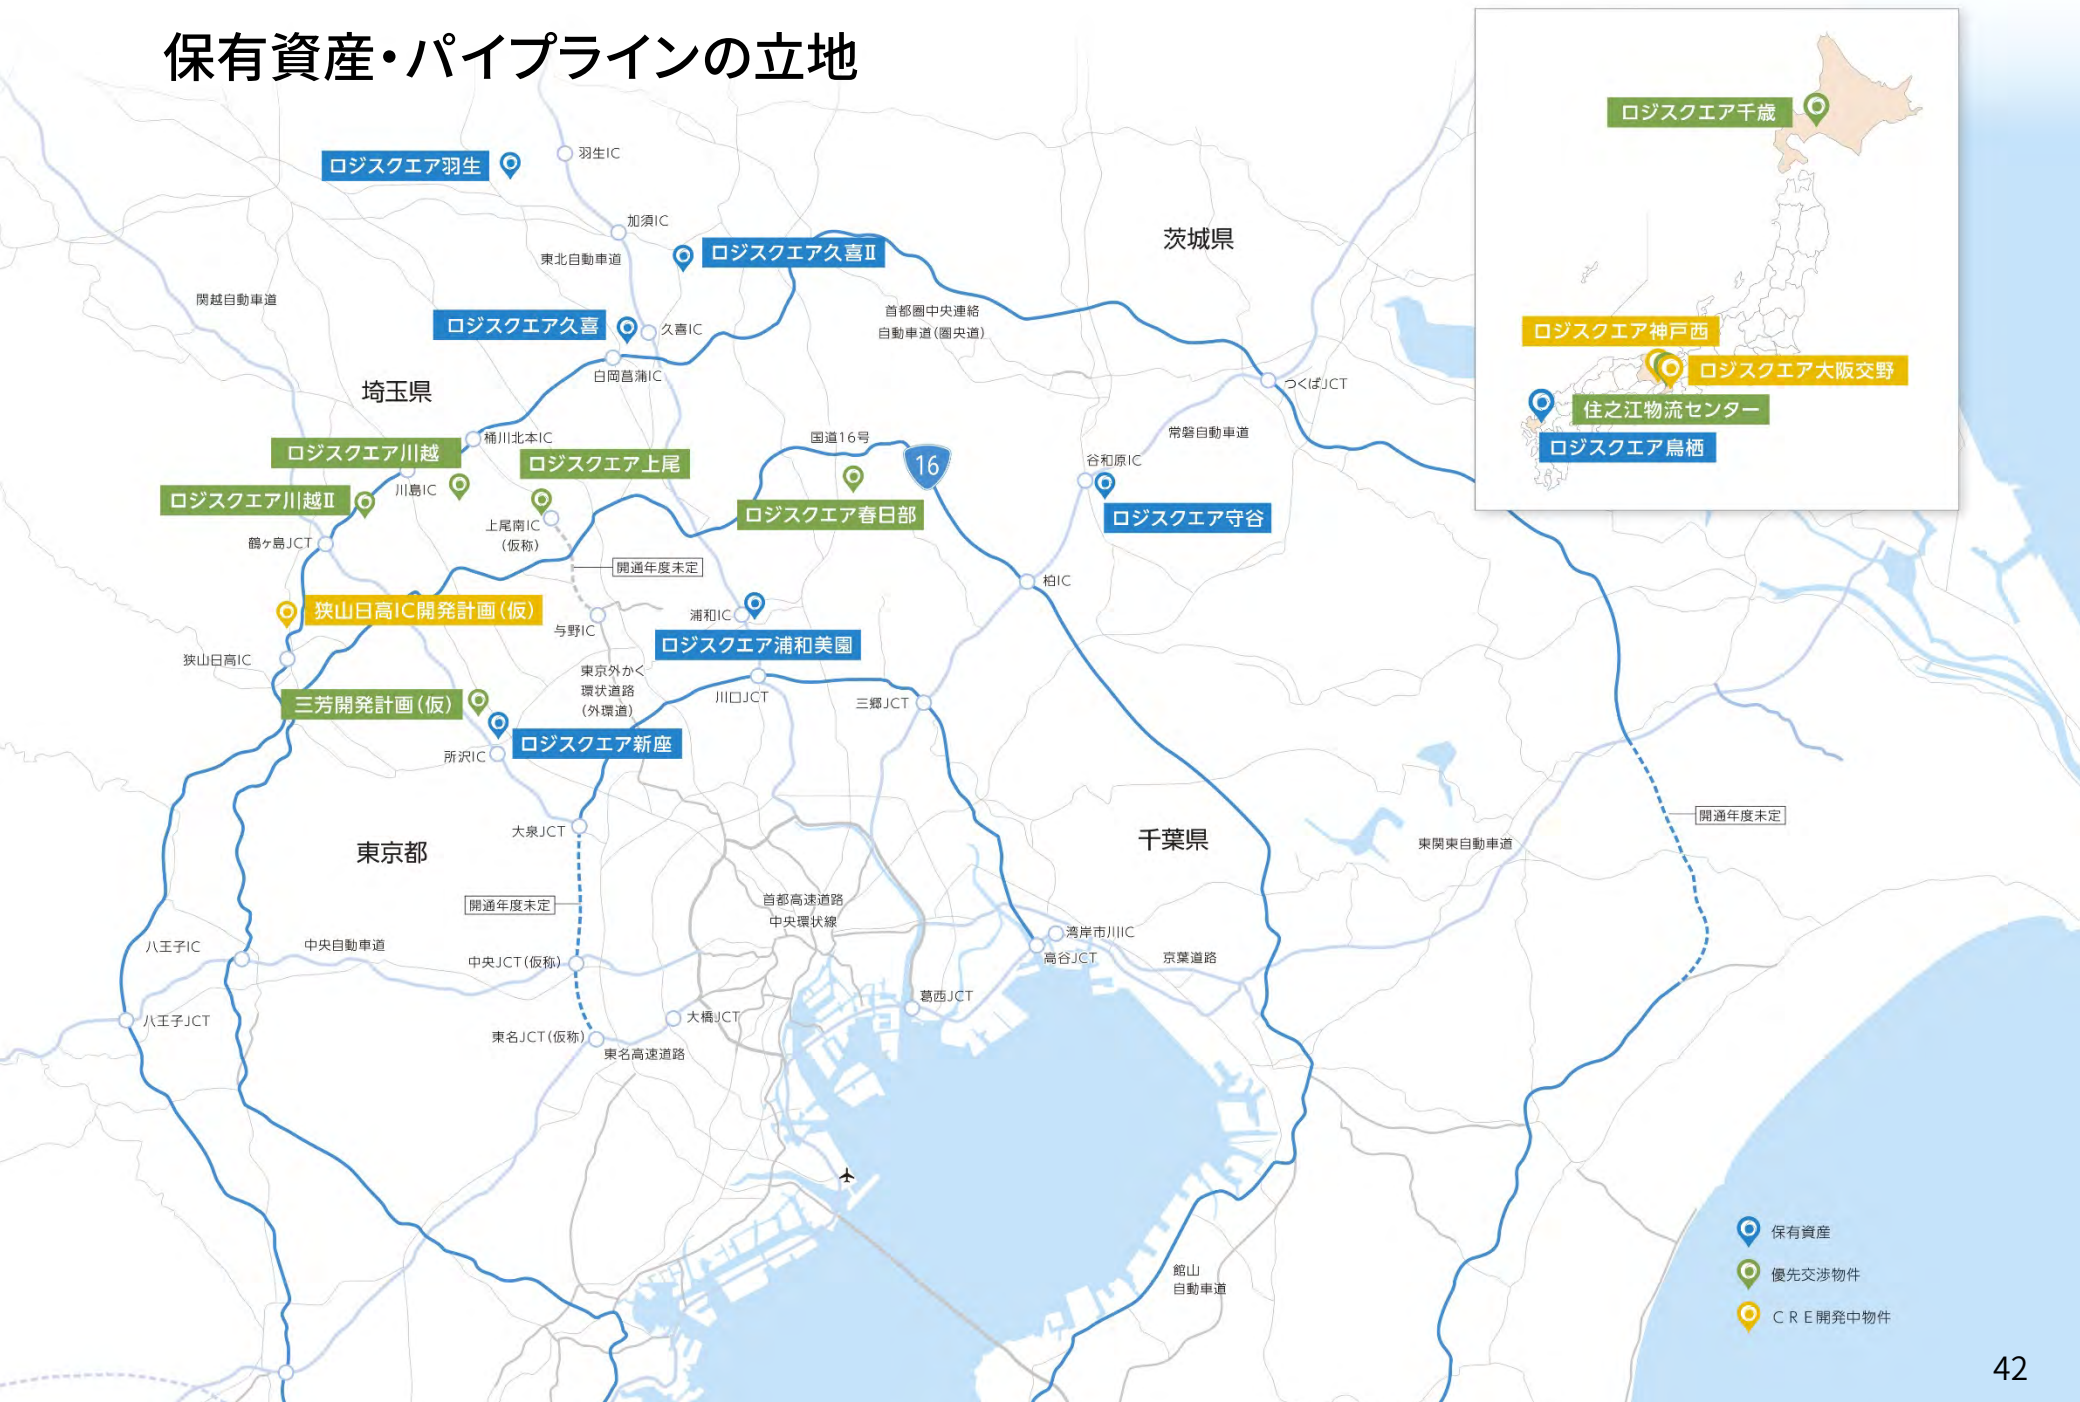 保有資産・パイプラインの立地
ロジスクエア千歳
ロジスクエア神戸西
ロジスクエア大阪交野
住之江物流センター
ロジスクエア鳥栖
羽生IC
ロジスクエア羽生
加須IC
東北自動車道
ロジスクエア久喜Ⅱ
茨城県
関越自動車道
首都圏中央連絡
自動車道(圏央道)
ロジスクエア久喜
久喜IC
白岡菖蒲IC
埼玉県
つくばJCT
桶川北本IC
国道16号
常磐自動車道
ロジスクエア川越
ロジスクエア上尾
16
谷和原IC
川島IC
ロジスクエア川越Ⅱ
ロジスクエア春日部
ロジスクエア守谷
上尾南IC
(仮称)
鶴ヶ島JCT
開通年度未定
柏IC
狭山日高IC開発計画(仮)
浦和IC
与野IC
ロジスクエア浦和美園
狭山日高IC
東京外かく
環状道路
(外環道)
川口JCT
三郷JCT
三芳開発計画(仮)
ロジスクエア新座
所沢IC
開通年度未定
大泉JCT
東京都
千葉県
東関東自動車道
開通年度未定
首都高速道路
中央環状線
八王子IC
中央自動車道
中央JCT(仮称)
湾岸市川IC
高谷JCT
京葉道路
葛西JCT
八王子JCT
大橋JCT
東名JCT(仮称)
東名高速道路
館山
自動車道
保有資産
優先交渉物件
CRE開発中物件
42